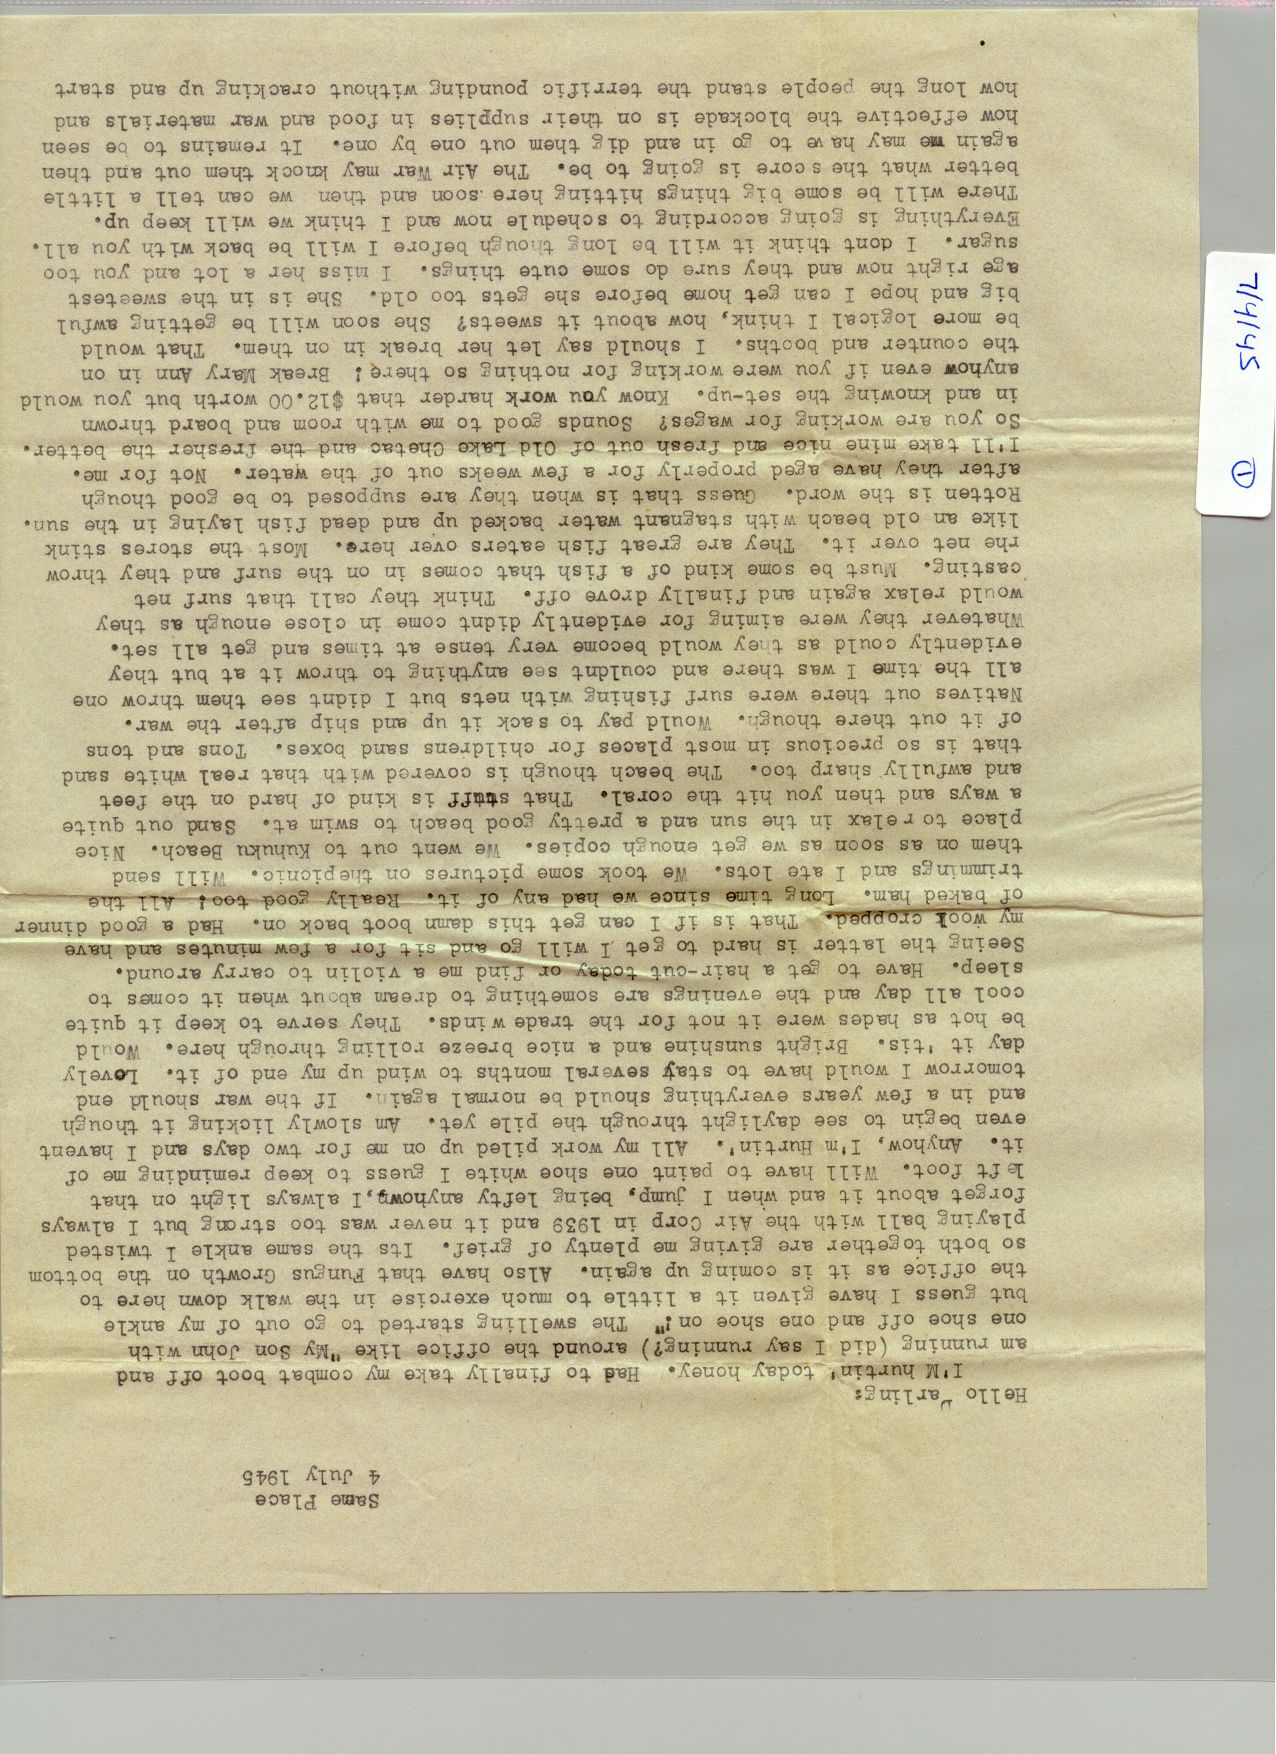 Same Place
4 July 1945
Hello Darling:
I'M hurtin' today honey. Had to finally take my combat boot off and
am running (did I say running?) around the office like "My Son John with
one shoe off and one shoe on;" The swelling started to go out of my ankle
but guess I have given it a little to much exercise in the walk down here to
the office as it is coming up again. Also have that Fungus Growth on the bottom
so both together are giving me plenty of grief. Its the same ankle I twisted
playing ball with the Air Corp in 1939 and it never was too strong but I always
forget about it and when I jump, being lefty anyhow, I always light on that
left foot. Will have to paint one shoe white I guess to keep reminding me of
it. Anyhow, I'm Hurtin'. All my work piled up on me for two days and I havent
even begin to see daylight through the pile yet. Am slowly licking it though
and in a few years everything should be normal again. If the war should end
tomorrow I would have to stay several months to wind up my end of it. Lovely
day it 'tis. Bright sunshine and a nice breeze rolling through here. Would
be hot as hades were it not for the trade winds. They serve to keep it quite
cool all day and the evenings are something to dream about when it comes to
sleep. Have to get a hair-cut today or find me a violin to carry around.
Seeing the latter is hard to get I will go and sit for a few minutes and have
my wool cropped. That is if I can get this damn boot back on. Had a good dinner
of baked ham. Long time since we had any of it. Really good too; All the
trimmings and I ate lots. We took some pictures on thepicnic. Will send
them on as soon as we get enough copies. We went out to Kuhuku Beach. Nice
place to relax in the sun and a pretty good beach to swim at. Sand out quite
a ways and then you hit the coral. That stuff is kind of hard on the feet
and awfully sharp too. The beach though is covered with that real white sand
that is so precious in most places for childrens sand boxes. Tons and tons
of it out there though. Would pay to sack it up and ship after the war.
Natives out there were surf fishing with nets but I didnt see them throw one
all the time I was there and couldnt see anything to throw it at but they
evidently could as they would become very tense at times and get all set.
Whatever they were aiming for evidently didnt come in close enough as they
would relax again and finally drove off. Think they call that surf net
casting. Must be some kind of a fish that comes in on the surf and they throw
rhe net over it. They are great fish eaters over here. Most the stores stink
like an old beach with stagnant water backed up and dead fish laying in the sun.
Rotten is the word. Guess that is when they are supposed to be good though
after they have aged properly for a few weeks out of the water. Not for me.
I'll take mine nice and fresh out of Old Lake Chetac and the fresher the better.
So you are working for wages? Sounds good to me with room and board thrown
in and knowing the set-up. Know you work harder that $12.00 worth but you would
anyhow even if you were working for nothing so there; Break Mary Ann in on
the counter and booths. I should say let her break in on them. That would
be more logical I think, how about it sweets? She soon will be getting awful
big and hope I can get home before she gets too old. She is in the sweetest
age right now and they sure do some cute things. I miss her a lot and you too
sugar. I dont think it will be long though before I will be back with you all.
Everything is going according to schedule now and I think we will keep up.
There will be some big things hitting here soon and then we can tell a little
better what the score is going to be. The Air War may knock them out and then
again we may have to go in and dig them out one by one. It remains to be seen
how effective the blockade is on their supplies in food and war materials and
how long the people stand the terrific pounding without cracking up and start
7/4/45 ①